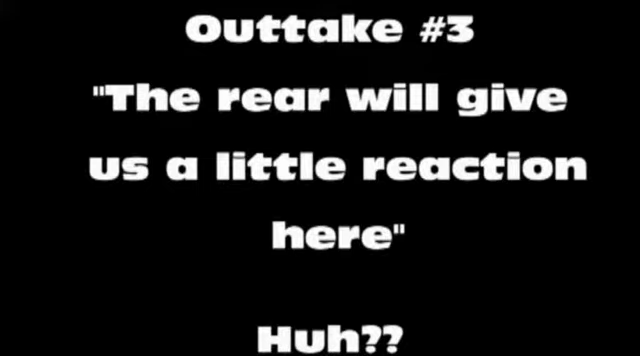 Outtake #3
"The rear will give
us a little reaction
here"
Huh??